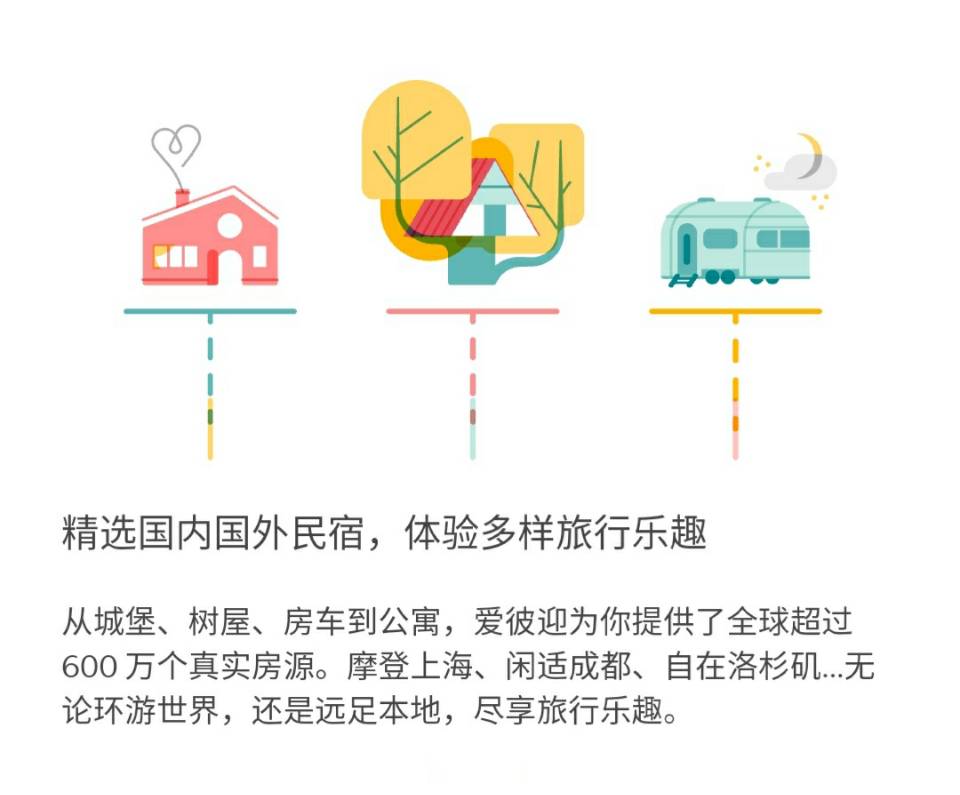 精选国内国外民宿，体验多样旅行乐趣
从城堡、树屋、房车到公寓，爱彼迎为你提供了全球超过
600 万个真实房源。摩登上海、闲适成都、自在洛杉矶...无
论环游世界，还是远足本地，尽享旅行乐趣。